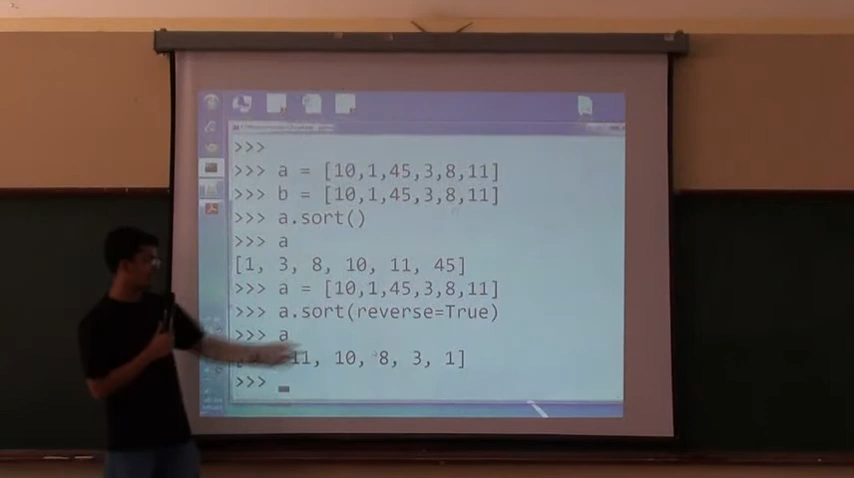 >>>
>>> a = [10,1,45,3,8,11]
>>> b = [10,1,45,3,8,11]
>>> a.sort()
>>> a
[1, 3, 8, 10, 11, 45]
>>> a = [10,1,45,3,8,11]
>>> a.sort(reverse=True)
>>> a
11, 10, 8, 3, 1]
>>>